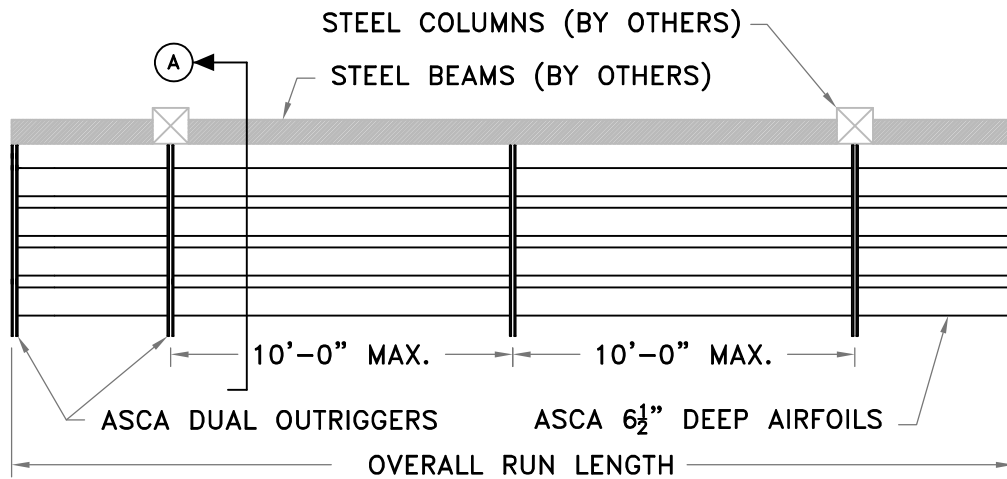 STEEL COLUMNS (BY OTHERS)
A
STEEL BEAMS (BY OTHERS)
10'-0" MAX.
10'-0" MAX.
ASCA DUAL OUTRIGGERS
ASCA 6½" DEEP AIRFOILS
OVERALL RUN LENGTH